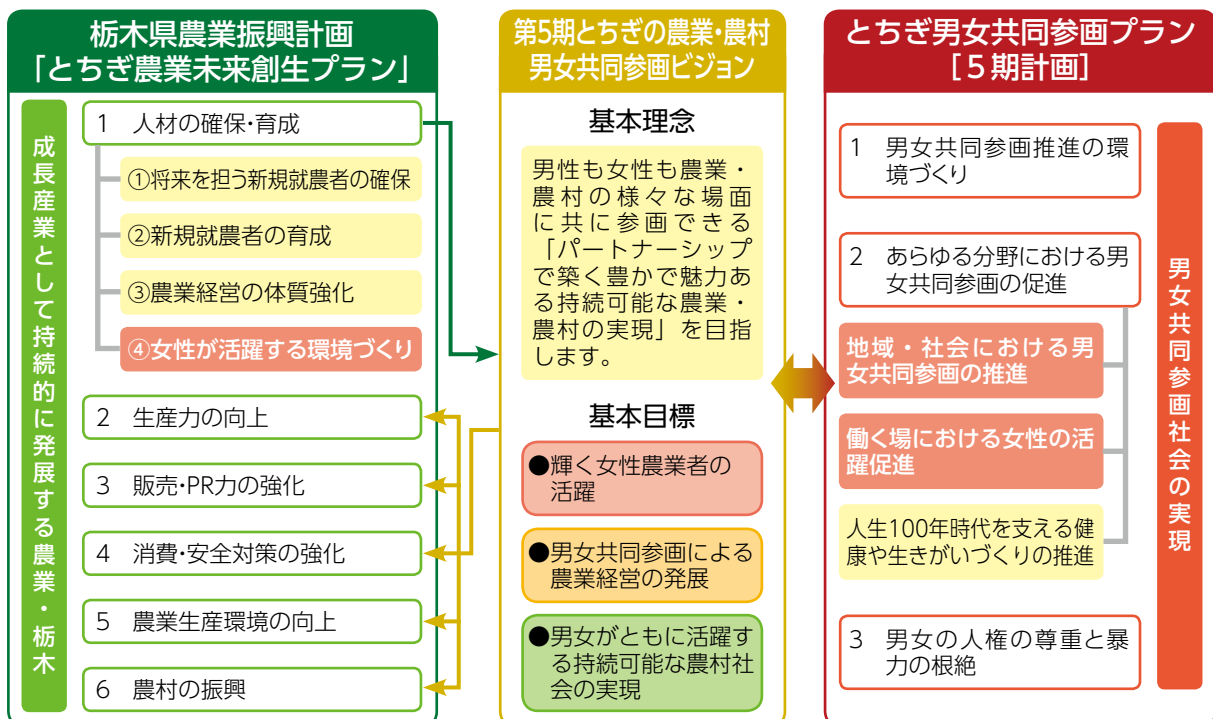 栃木県農業振興計画
「とちぎ農業未来創生プラン」
成長産業として持続的に発展する農業・栃木
1 人材の確保・育成
①将来を担う新規就農者の確保
②新規就農者の育成
③農業経営の体質強化
④女性が活躍する環境づくり
2 生産力の向上
3 販売・PR力の強化
4 消費・安全対策の強化
5 農業生産環境の向上
6 農村の振興
第5期とちぎの農業・農村
男女共同参画ビジョン
基本理念
男性も女性も農業・
農村の様々な場面
に共に参画できる
「パートナーシップ
で築く豊かで魅力あ
る持続可能な農業・
農村の実現」を目指
します。
基本目標
●輝く女性農業者の
活躍
●男女共同参画による
農業経営の発展
●男女がともに活躍す
る持続可能な農村社
会の実現
とちぎ男女共同参画プラン
［５期計画］
1 男女共同参画推進の環
境づくり
2 あらゆる分野における男
女共同参画の促進
地域・社会における男
女共同参画の推進
働く場における女性の活
躍促進
人生100年時代を支える健
康や生きがいづくりの推進
3 男女の人権の尊重と暴
力の根絶
男女共同参画社会の実現